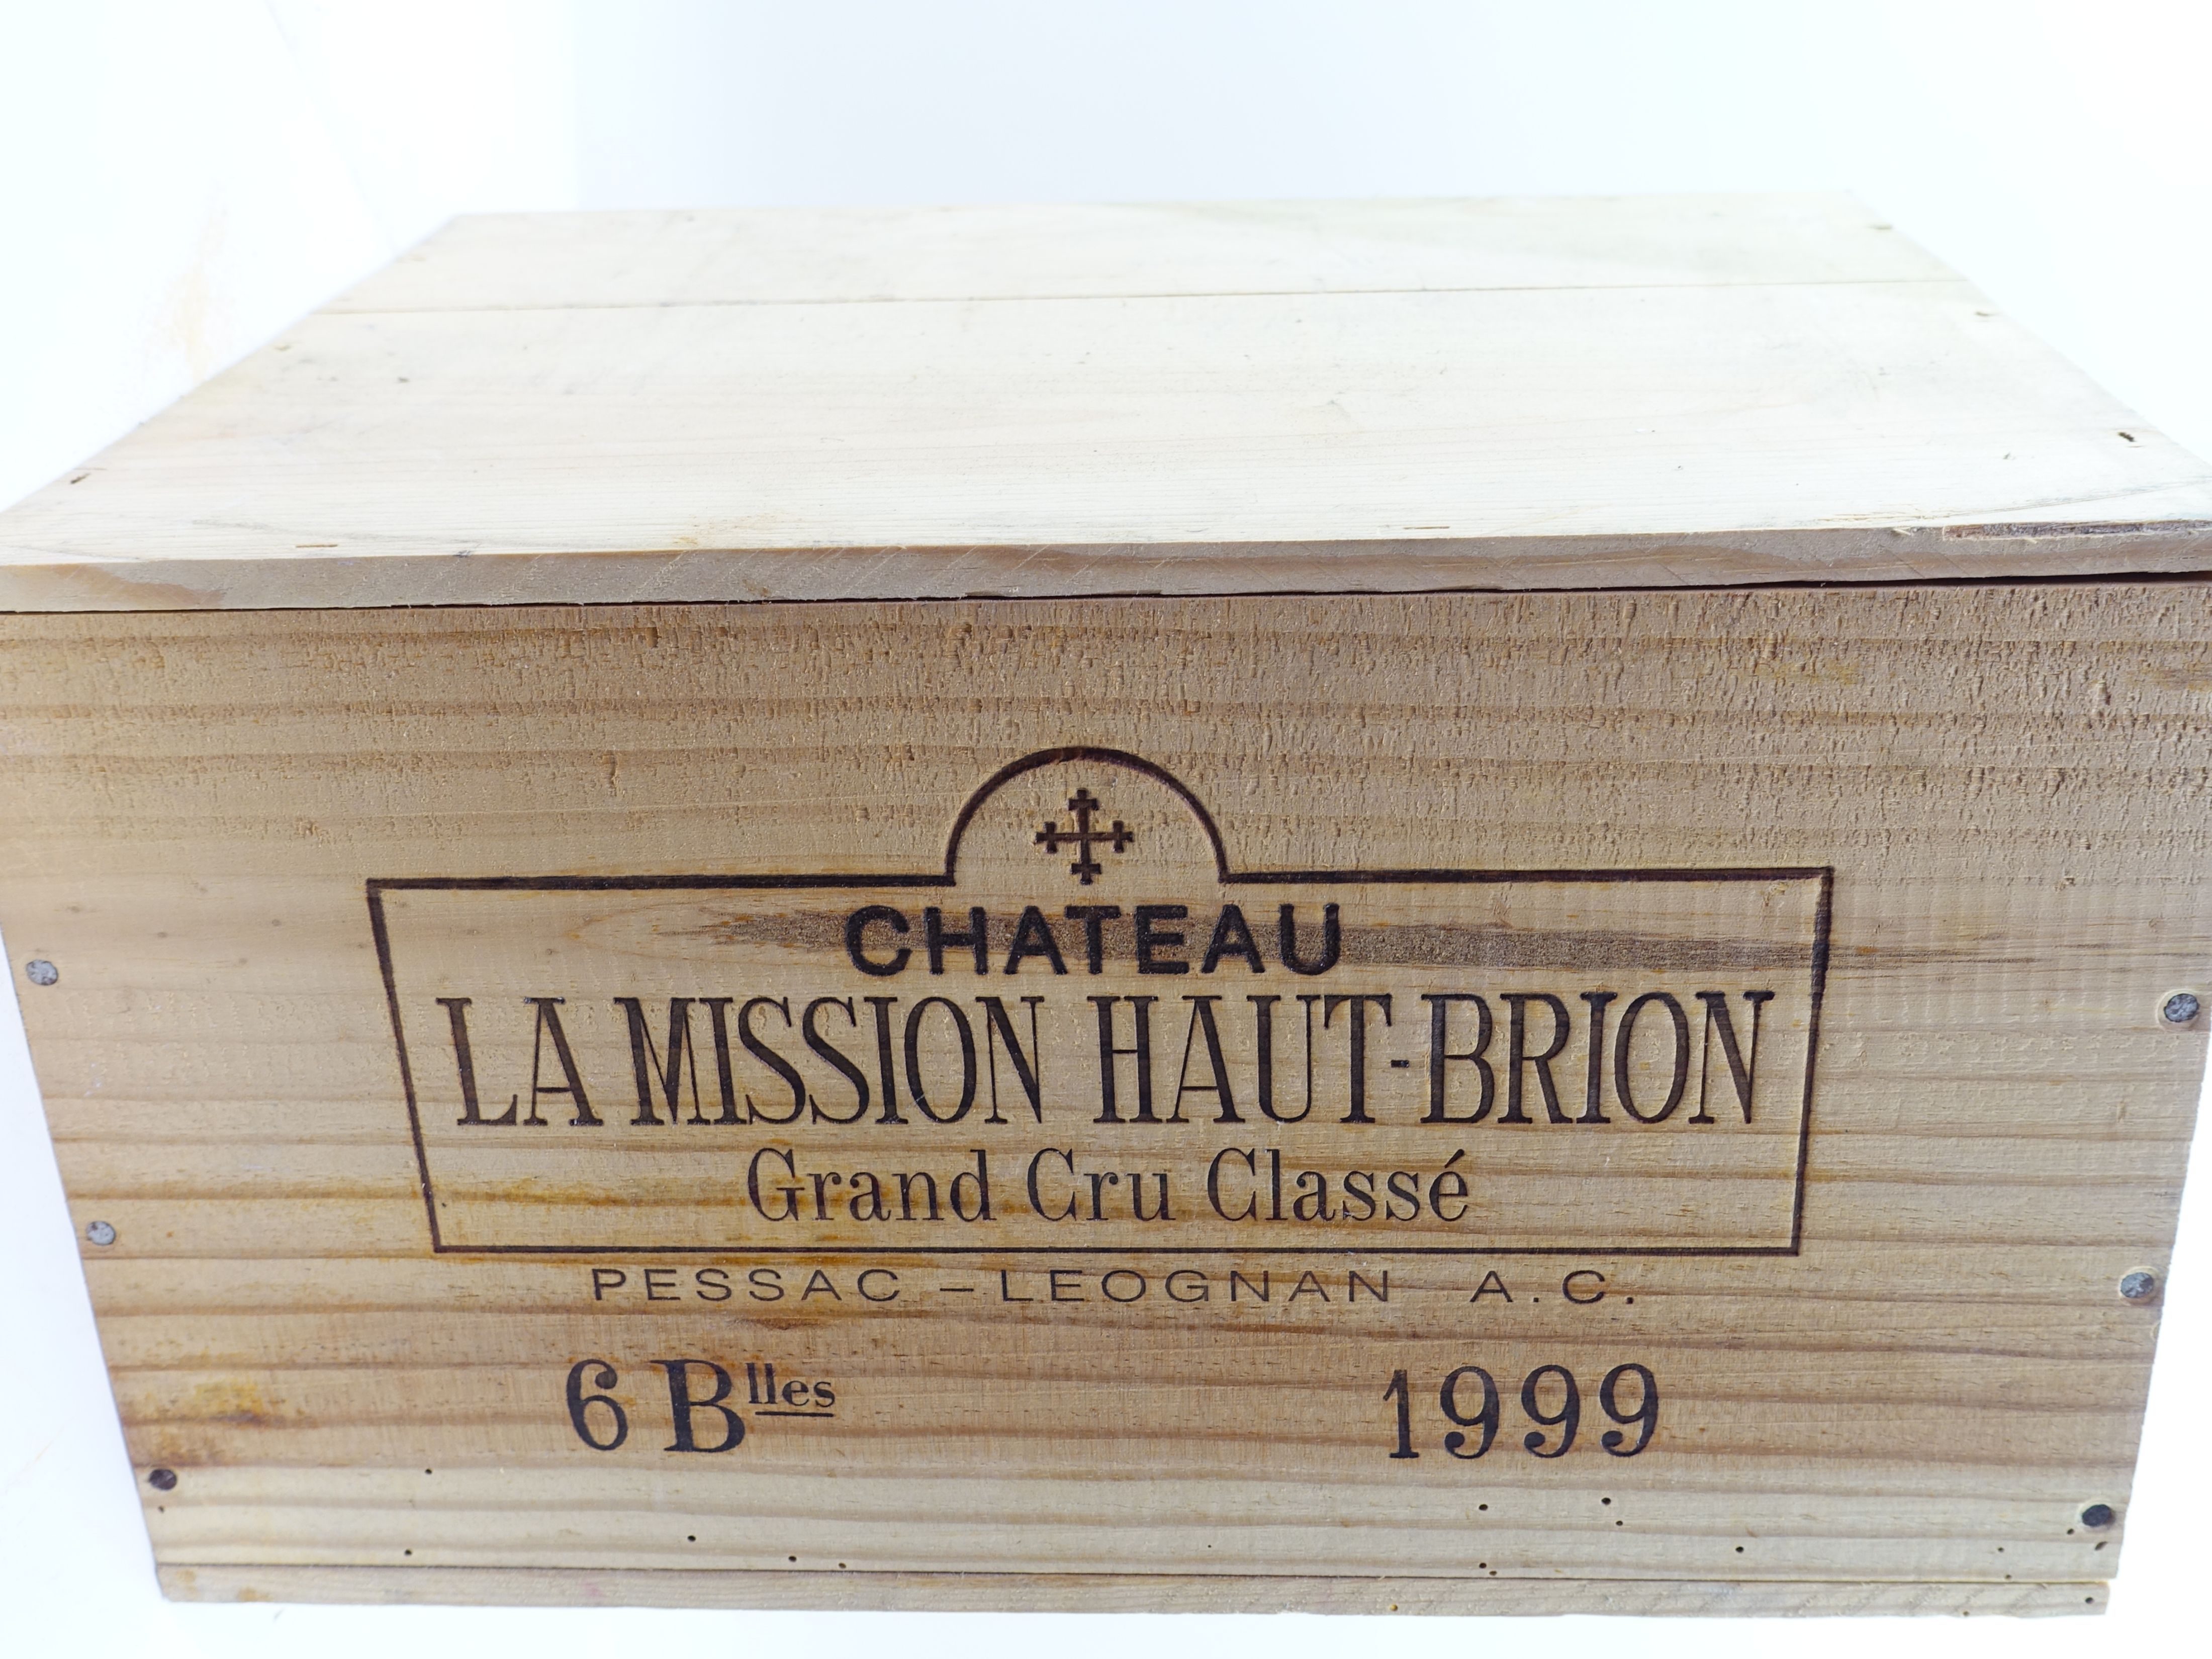 CHATEAU
LA MISSION HAUT-BRION
Grand Cru Classé
PESSAC - LEOGNAN A.C.
6 Blles 1999